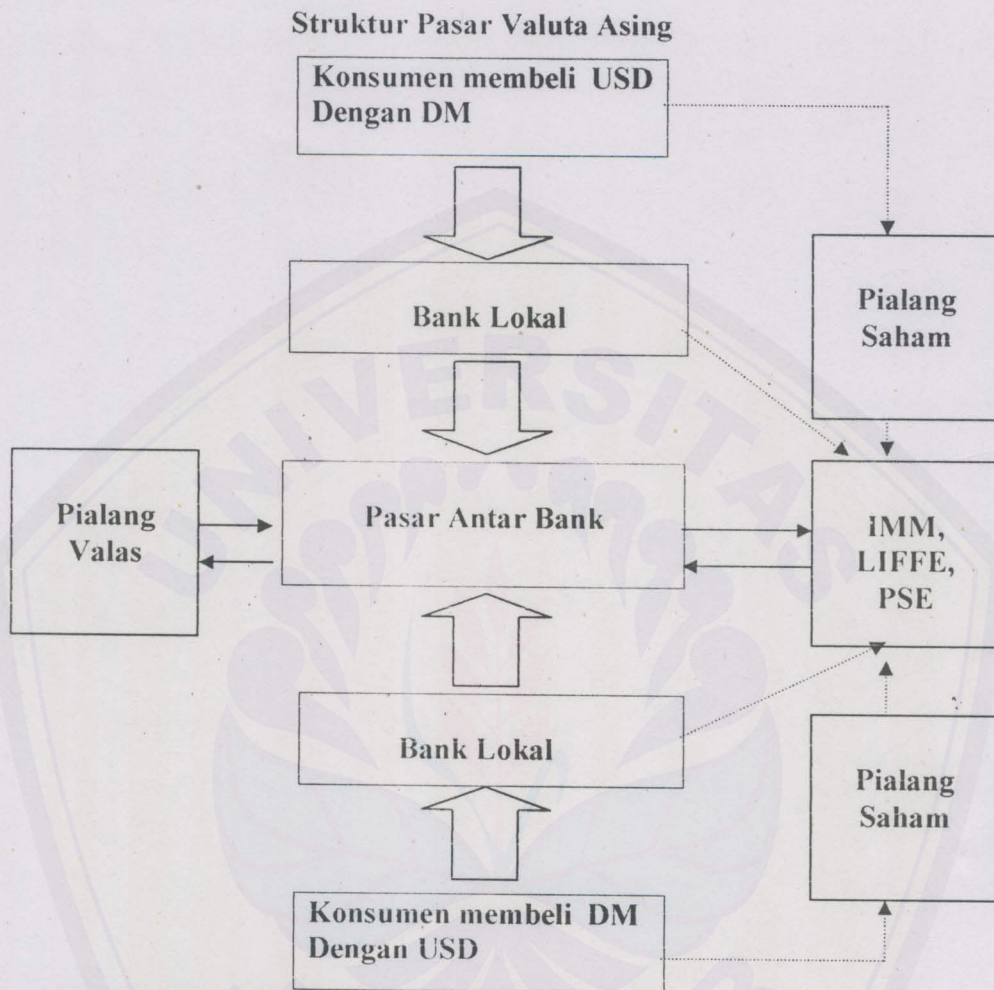 Struktur Pasar Valuta Asing
Konsumen membeli USD
Dengan DM
Bank Lokal
Pialang
Saham
Pialang
Valas
Pasar Antar Bank
IMM,
LIFFE,
PSE
Bank Lokal
Pialang
Saham
Konsumen membeli DM
Dengan USD
UNIVERSITAS